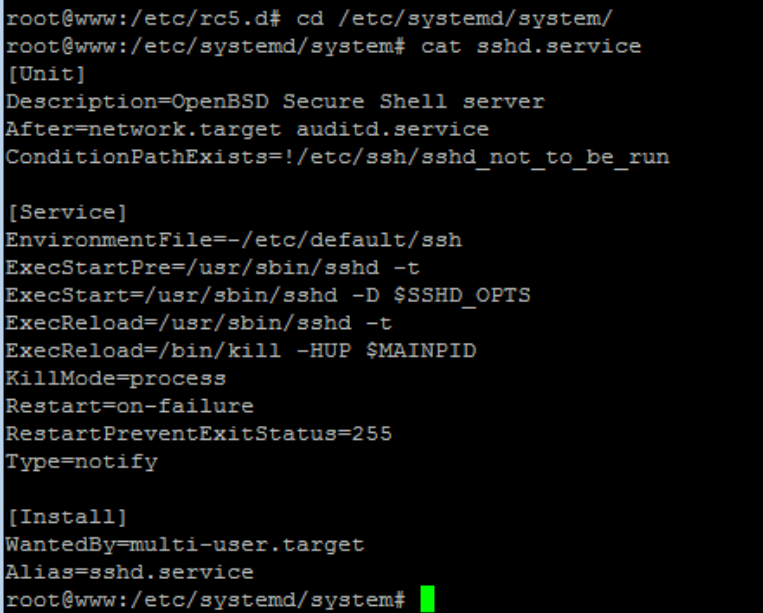 root@www:/etc/rc5.d# cd /etc/systemd/system/
root@www:/etc/systemd/system# cat sshd.service
[Unit]
Description=OpenBSD Secure Shell server
After=network.target auditd.service
ConditionPathExists=!/etc/ssh/sshd_not_to_be_run

[Service]
EnvironmentFile=-/etc/default/ssh
ExecStartPre=/usr/sbin/sshd -t
ExecStart=/usr/sbin/sshd -D $SSHD_OPTS
ExecReload=/usr/sbin/sshd -t
ExecReload=/bin/kill -HUP $MAINPID
KillMode=process
Restart=on-failure
RestartPreventExitStatus=255
Type=notify

[Install]
WantedBy=multi-user.target
Alias=sshd.service
root@www:/etc/systemd/system#